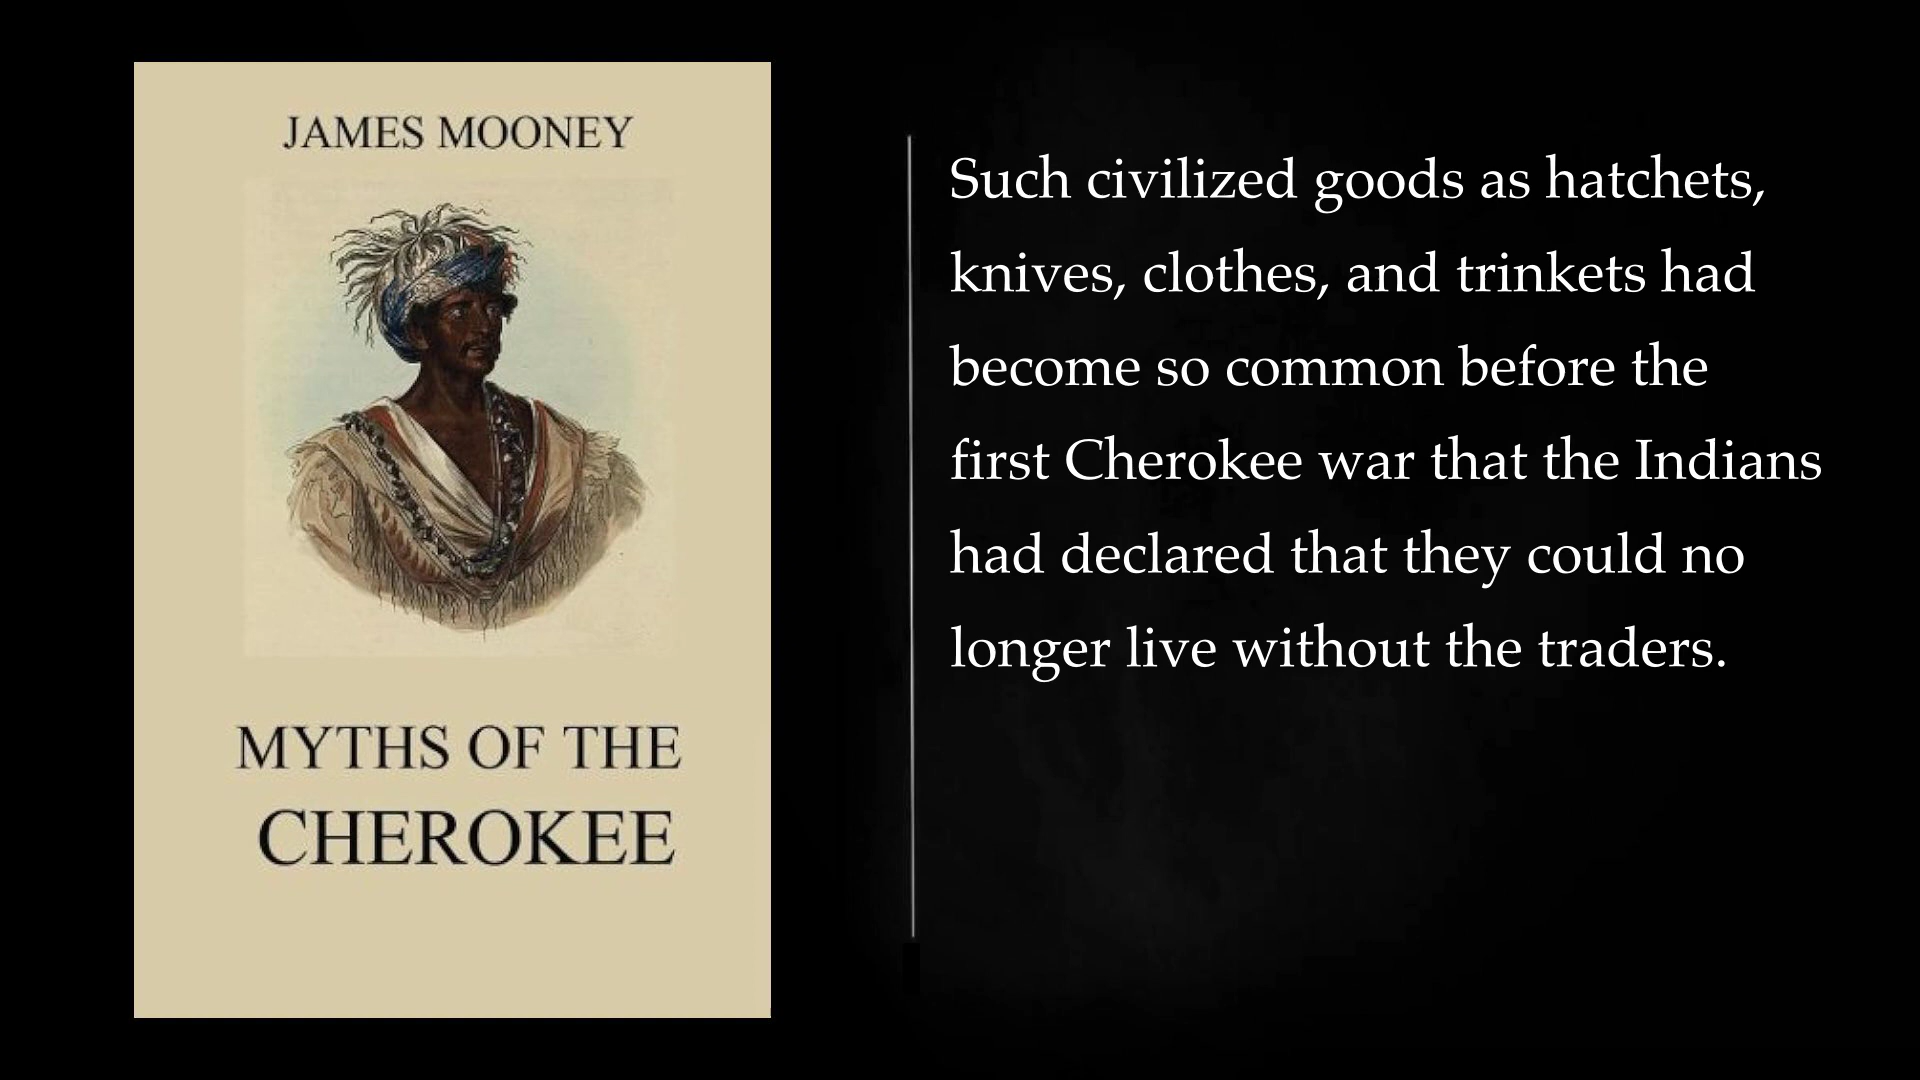 JAMES MOONEY
MYTHS OF THE
CHEROKEE
Such civilized goods as hatchets,
knives, clothes, and trinkets had
become so common before the
first Cherokee war that the Indians
had declared that they could no
longer live without the traders.